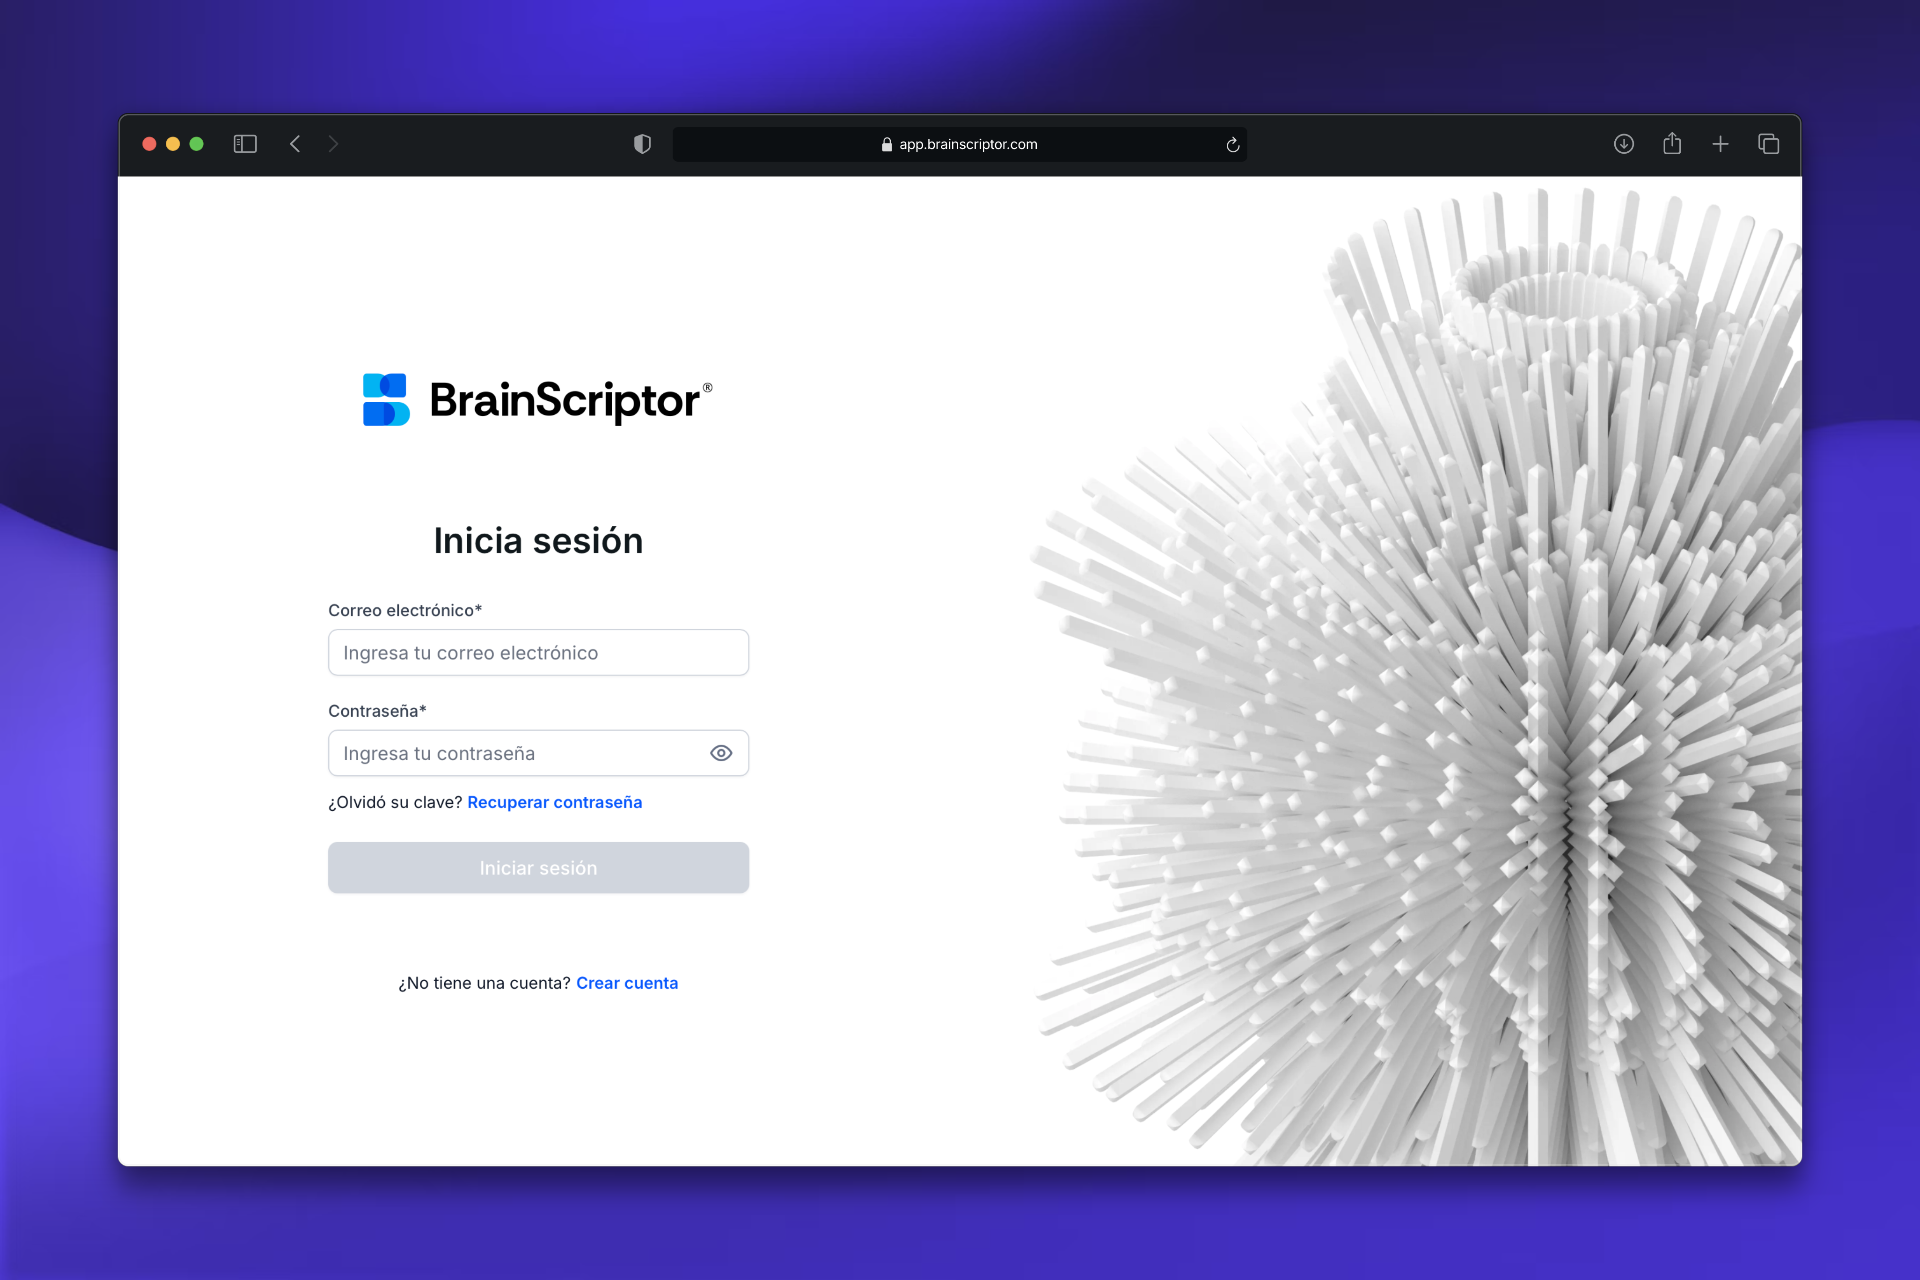 app.brainscriptor.com
BrainScriptor®
Inicia sesión
Correo electrónico*
Ingresa tu correo electrónico
Contraseña*
Ingresa tu contraseña
¿Olvidó su clave? Recuperar contraseña
Iniciar sesión
¿No tiene una cuenta? Crear cuenta